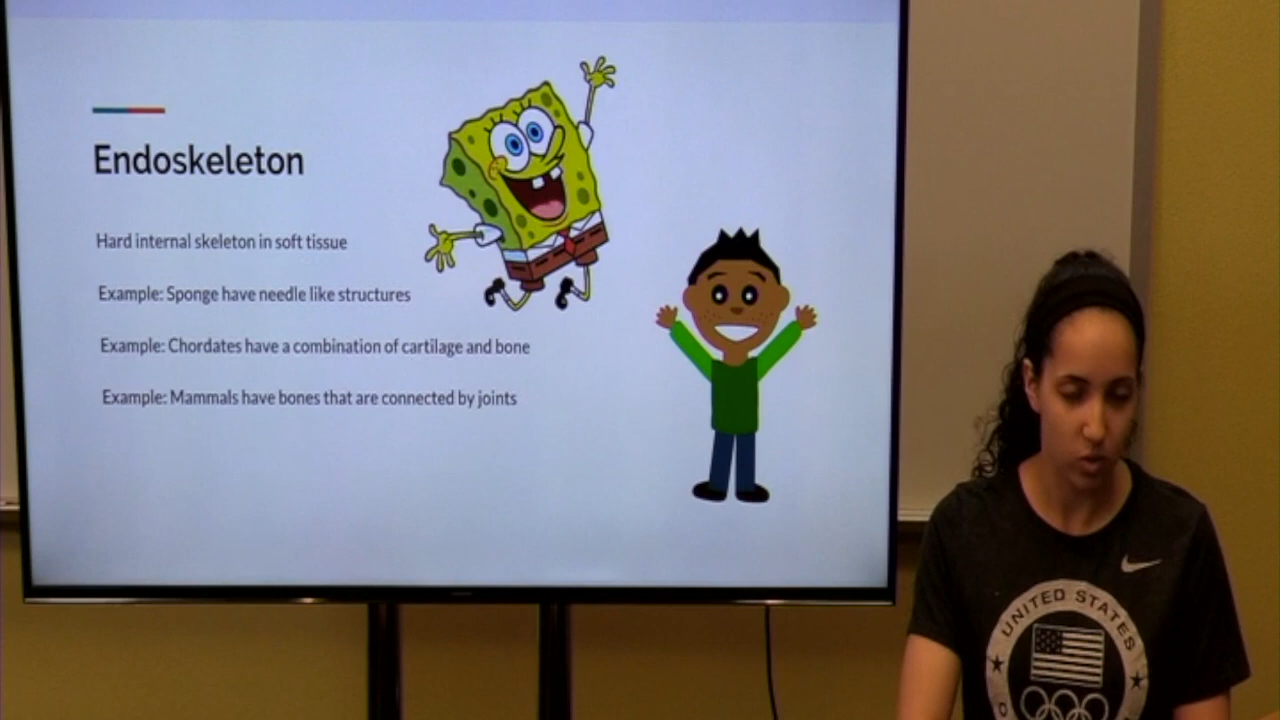 Endoskeleton
Hard internal skeleton in soft tissue
Example: Sponge have needle like structures
Example: Chordates have a combination of cartilage and bone
Example: Mammals have bones that are connected by joints
UNITED STATES